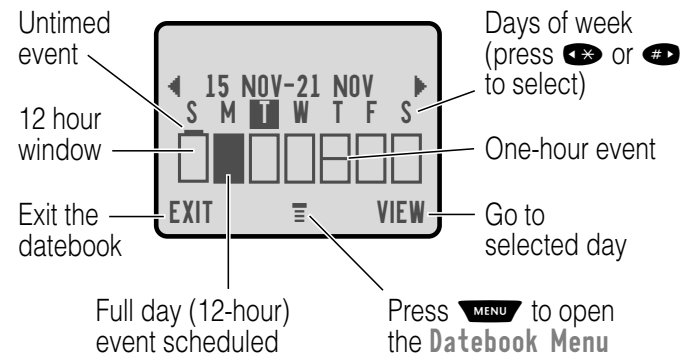 Untimed
event
Days of week
(press * or #
to select)
15 NOV-21 NOV
S M T W T F S
12 hour
window
One-hour event
EXIT VIEW
Exit the
datebook
Go to
selected day
Full day (12-hour)
event scheduled
Press MENU to open
the Datebook Menu